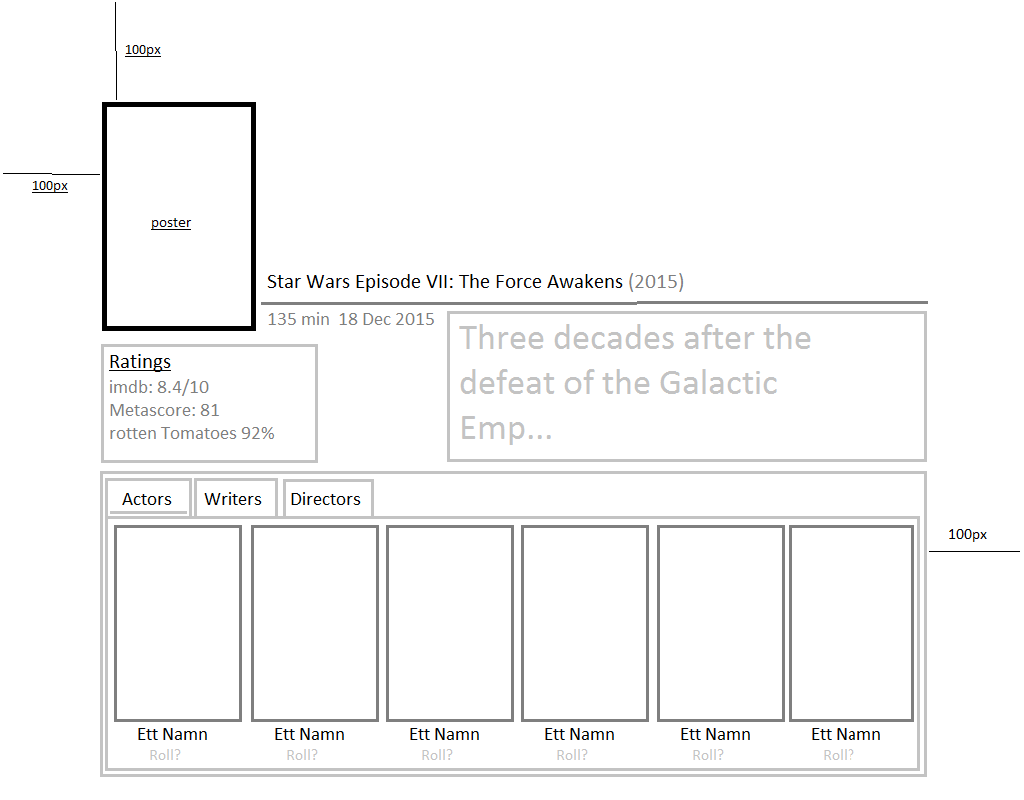 100px
100px
poster
Star Wars Episode VII: The Force Awakens (2015)
135 min 18 Dec 2015
Three decades after the
defeat of the Galactic
Emp...
Ratings
imdb: 8.4/10
Metascore: 81
rotten Tomatoes 92%
Actors Writers Directors
100px
Ett Namn Ett Namn Ett Namn Ett Namn Ett Namn Ett Namn
Roll? Roll? Roll? Roll? Roll? Roll?